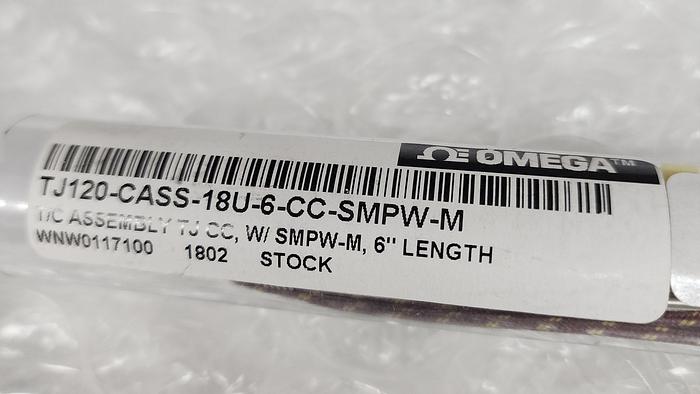 Ω OMEGA™
TJ120-CASS-18U-6-CC-SMPW-M
T/C ASSEMBLY TJ CC, W/ SMPW-M, 6" LENGTH
WNW0117100 1802 STOCK